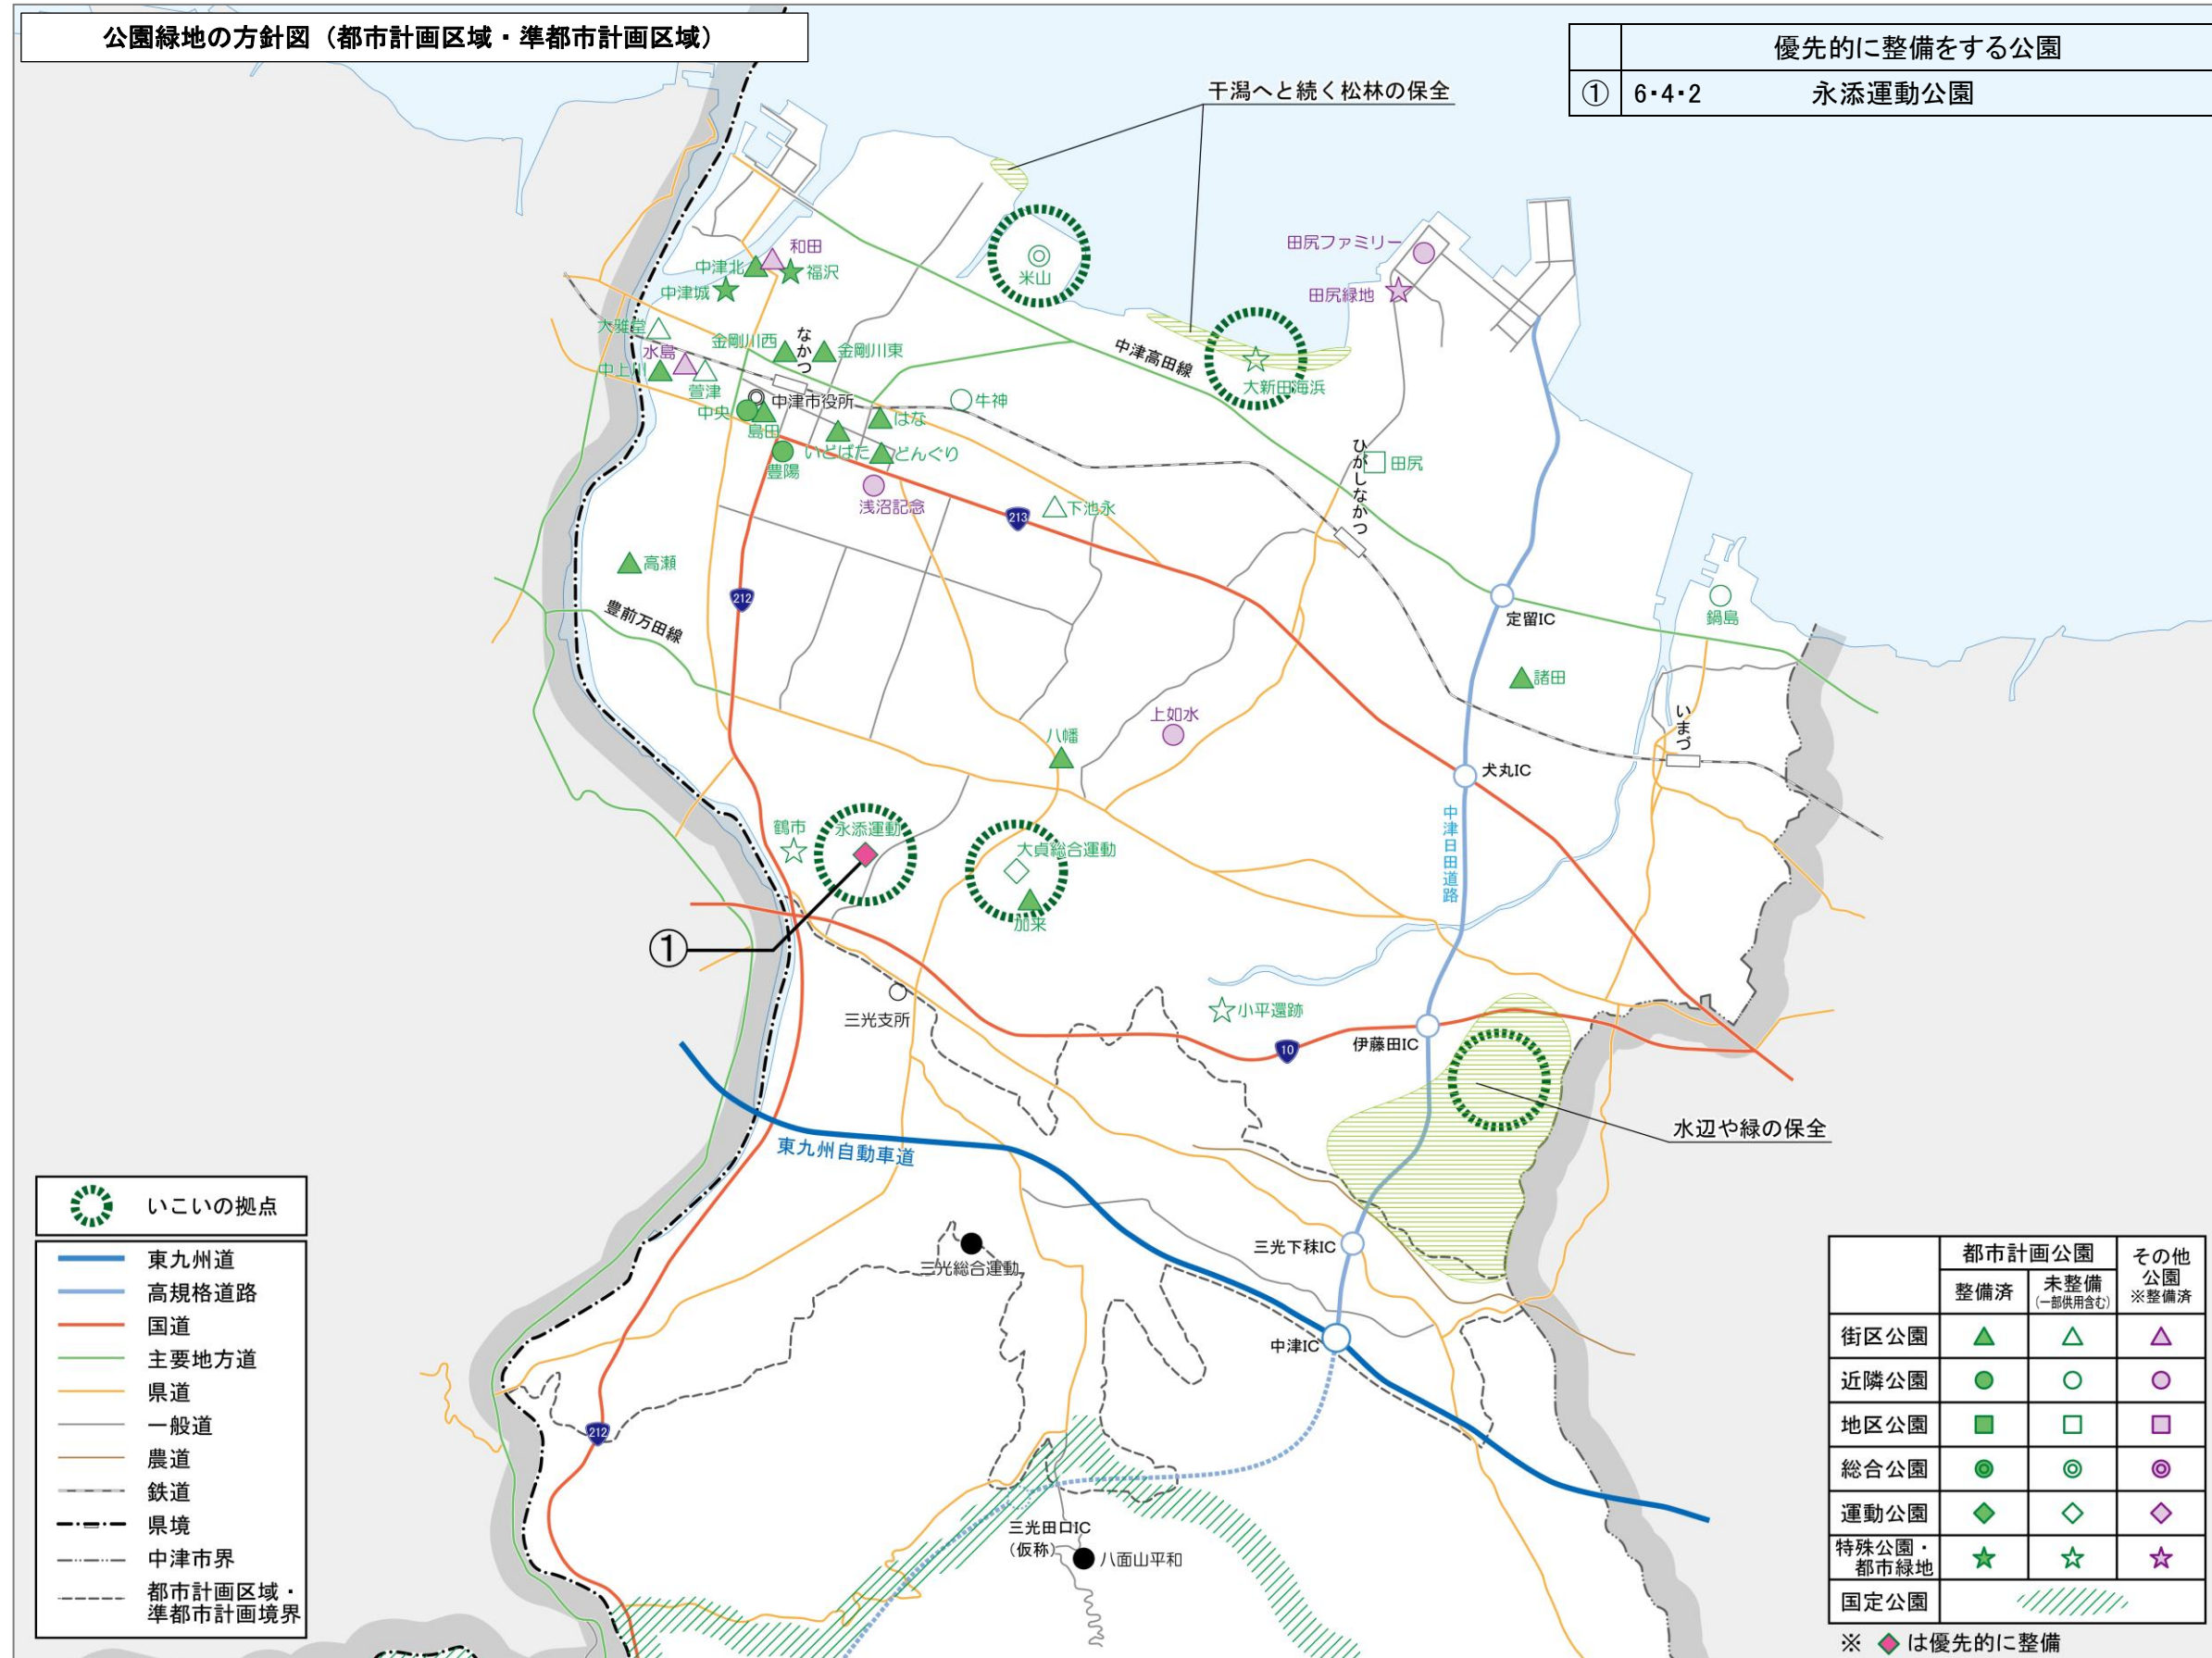 公園緑地の方針図（都市計画区域・準都市計画区域）
優先的に整備をする公園
① 6・4・2 永添運動公園
干潟へと続く松林の保全
和田
中津北
福沢
中津城
米山
田尻ファミリー
田尻緑地
大雅堂
水島
中上川
萱津
金剛川西
なかつ
金剛川東
中津高田線
大新田海浜
中央
中津市役所
島田
牛神
はな
いどばた
どんぐり
豊陽
浅沼記念
ひがしなかつ
田尻
213
下池永
高瀬
212
豊前万田線
定留IC
鍋島
諸田
上如水
八幡
いまづ
犬丸IC
中津日田道路
鶴市
永添運動
大貞総合運動
加来
①
三光支所
小平還跡
10
伊藤田IC
水辺や緑の保全
東九州自動車道
三光総合運動
三光下秣IC
中津IC
212
三光田口IC
（仮称）
八面山平和
いこいの拠点
東九州道
高規格道路
国道
主要地方道
県道
一般道
農道
鉄道
県境
中津市界
都市計画区域・
準都市計画境界
都市計画公園 その他公園 ※整備済
整備済 未整備 （一部供用含む）
街区公園
近隣公園
地区公園
総合公園
運動公園
特殊公園・
都市緑地
国定公園
※ は優先的に整備